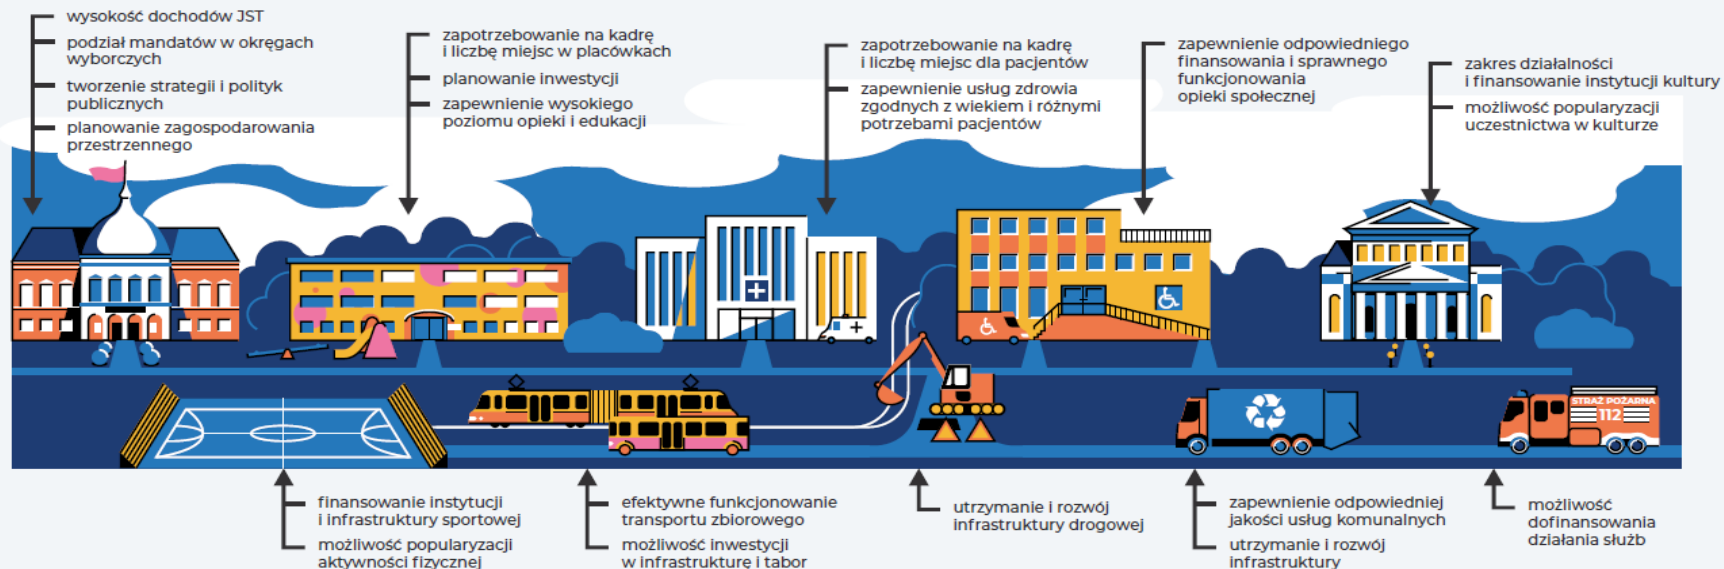 wysokość dochodów JST
podział mandatów w okręgach
wyborczych
tworzenie strategii i polityk
publicznych
planowanie zagospodarowania
przestrzennego
zapotrzebowanie na kadrę
i liczbę miejsc w placówkach
planowanie inwestycji
zapewnienie wysokiego
poziomu opieki i edukacji
zapotrzebowanie na kadrę
i liczbę miejsc dla pacjentów
zapewnienie usług zdrowia
zgodnych z wiekiem i różnymi
potrzebami pacjentów
zapewnienie odpowiedniego
finansowania i sprawnego
funkcjonowania
opieki społecznej
zakres działalności
i finansowanie instytucji kultury
możliwość popularyzacji
uczestnictwa w kulturze
STRAŻ POŻARNA
112
finansowanie instytucji
i infrastruktury sportowej
możliwość popularyzacji
aktywności fizycznej
efektywne funkcjonowanie
transportu zbiorowego
możliwość inwestycji
w infrastrukturę i tabor
utrzymanie i rozwój
infrastruktury drogowej
zapewnienie odpowiedniej
jakości usług komunalnych
utrzymanie i rozwój
infrastruktury
możliwość
dofinansowania
działania służb